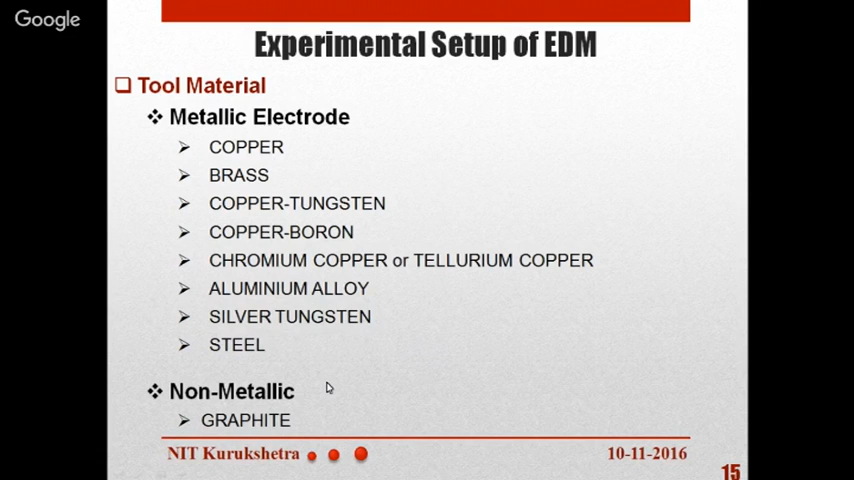 Google
Experimental Setup of EDM
Tool Material
Metallic Electrode
COPPER
BRASS
COPPER-TUNGSTEN
COPPER-BORON
CHROMIUM COPPER or TELLURIUM COPPER
ALUMINIUM ALLOY
SILVER TUNGSTEN
STEEL
Non-Metallic
GRAPHITE
NIT Kurukshetra
10-11-2016
15